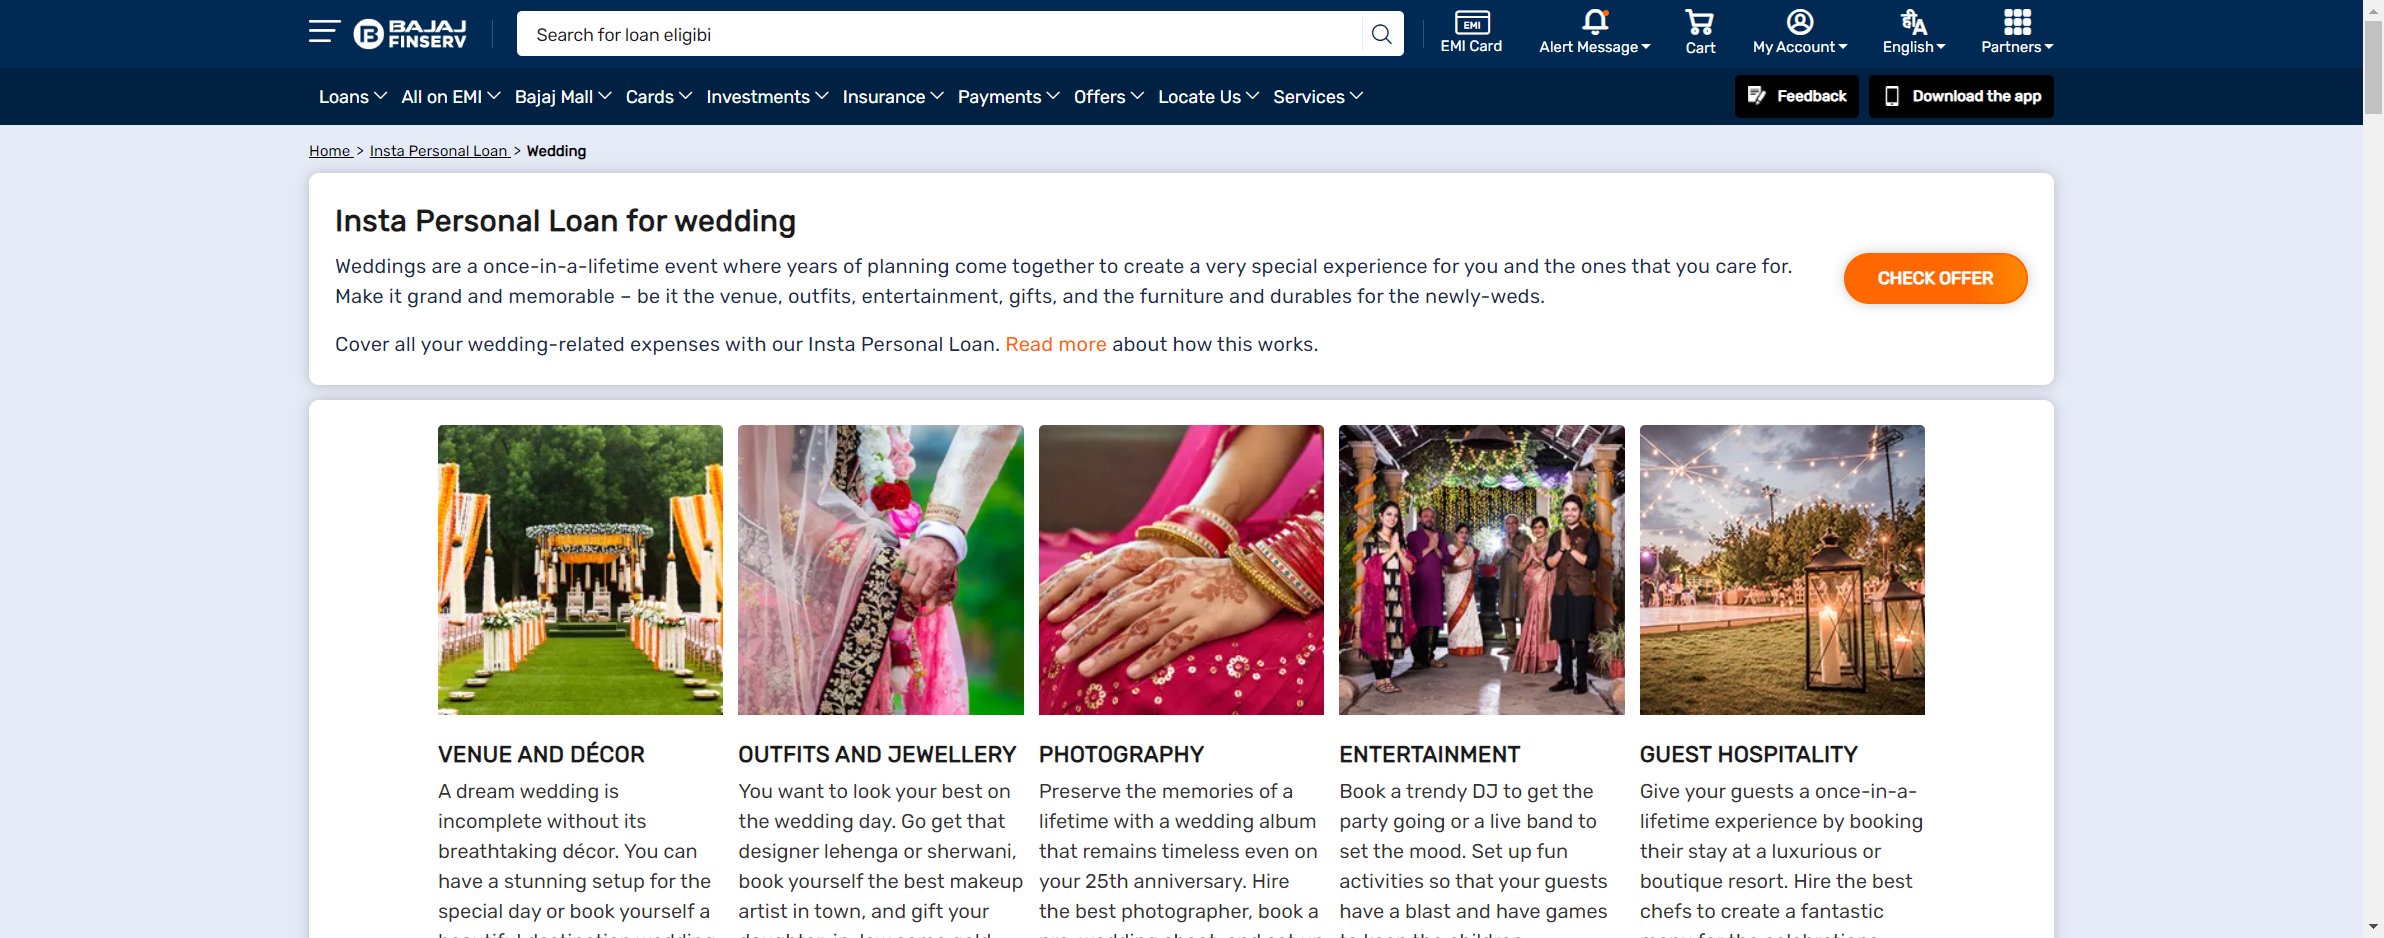 BAJAJ
FINSERV
Search for loan eligibi
EMI
EMI Card
Alert Message
Cart
My Account
ही A
English
Partners
Loans
All on EMI
Bajaj Mall
Cards
Investments
Insurance
Payments
Offers
Locate Us
Services
Feedback
Download the app
Home > Insta Personal Loan > Wedding
Insta Personal Loan for wedding
Weddings are a once-in-a-lifetime event where years of planning come together to create a very special experience for you and the ones that you care for.
Make it grand and memorable – be it the venue, outfits, entertainment, gifts, and the furniture and durables for the newly-weds.
CHECK OFFER
Cover all your wedding-related expenses with our Insta Personal Loan. Read more about how this works.
VENUE AND DÉCOR
A dream wedding is
incomplete without its
breathtaking décor. You can
have a stunning setup for the
special day or book yourself a
beautiful destination wedding
OUTFITS AND JEWELLERY
You want to look your best on
the wedding day. Go get that
designer lehenga or sherwani,
book yourself the best makeup
artist in town, and gift your
PHOTOGRAPHY
Preserve the memories of a
lifetime with a wedding album
that remains timeless even on
your 25th anniversary. Hire
the best photographer, book a
ENTERTAINMENT
Book a trendy DJ to get the
party going or a live band to
set the mood. Set up fun
activities so that your guests
have a blast and have games
to keep the children
GUEST HOSPITALITY
Give your guests a once-in-a-
lifetime experience by booking
their stay at a luxurious or
boutique resort. Hire the best
chefs to create a fantastic
menu for the celebrations